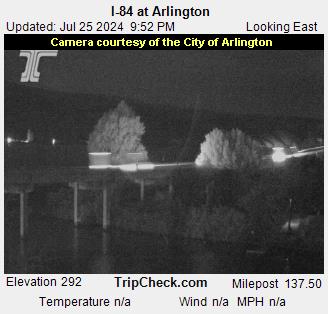 I-84 at Arlington
Updated: Jul 25 2024 9:52 PM Looking East
Camera courtesy of the City of Arlington
Elevation 292 TripCheck.com Milepost 137.50
Temperature n/a Wind n/a MPH n/a